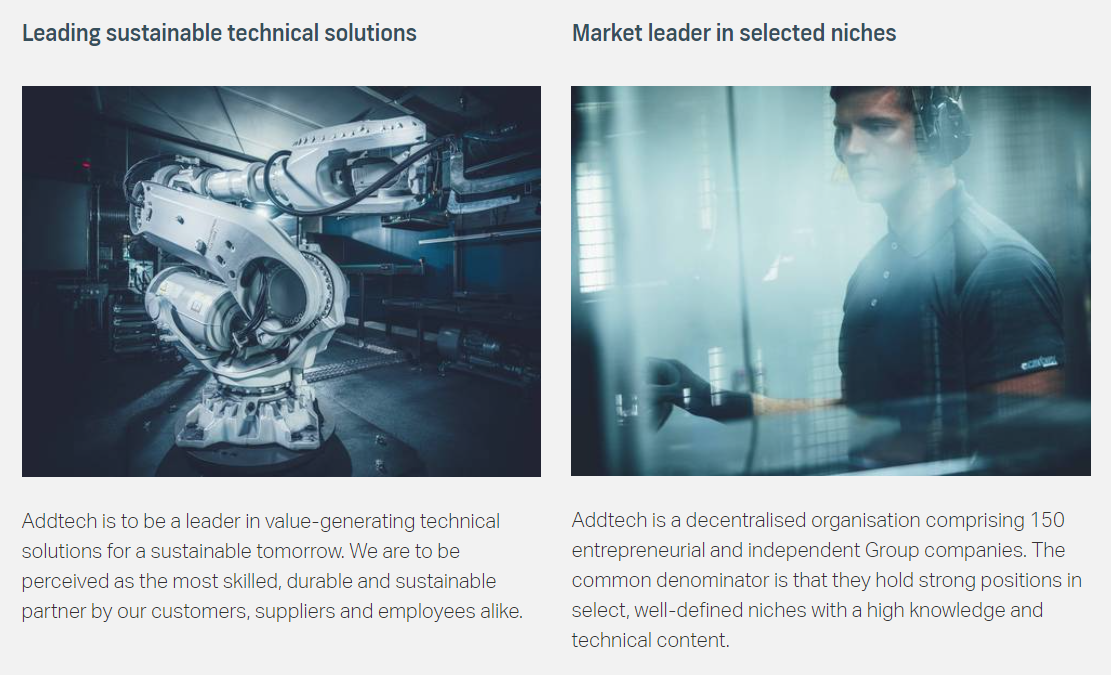 Leading sustainable technical solutions
Market leader in selected niches
Addtech is to be a leader in value-generating technical
solutions for a sustainable tomorrow. We are to be
perceived as the most skilled, durable and sustainable
partner by our customers, suppliers and employees alike.
Addtech is a decentralised organisation comprising 150
entrepreneurial and independent Group companies. The
common denominator is that they hold strong positions in
select, well-defined niches with a high knowledge and
technical content.